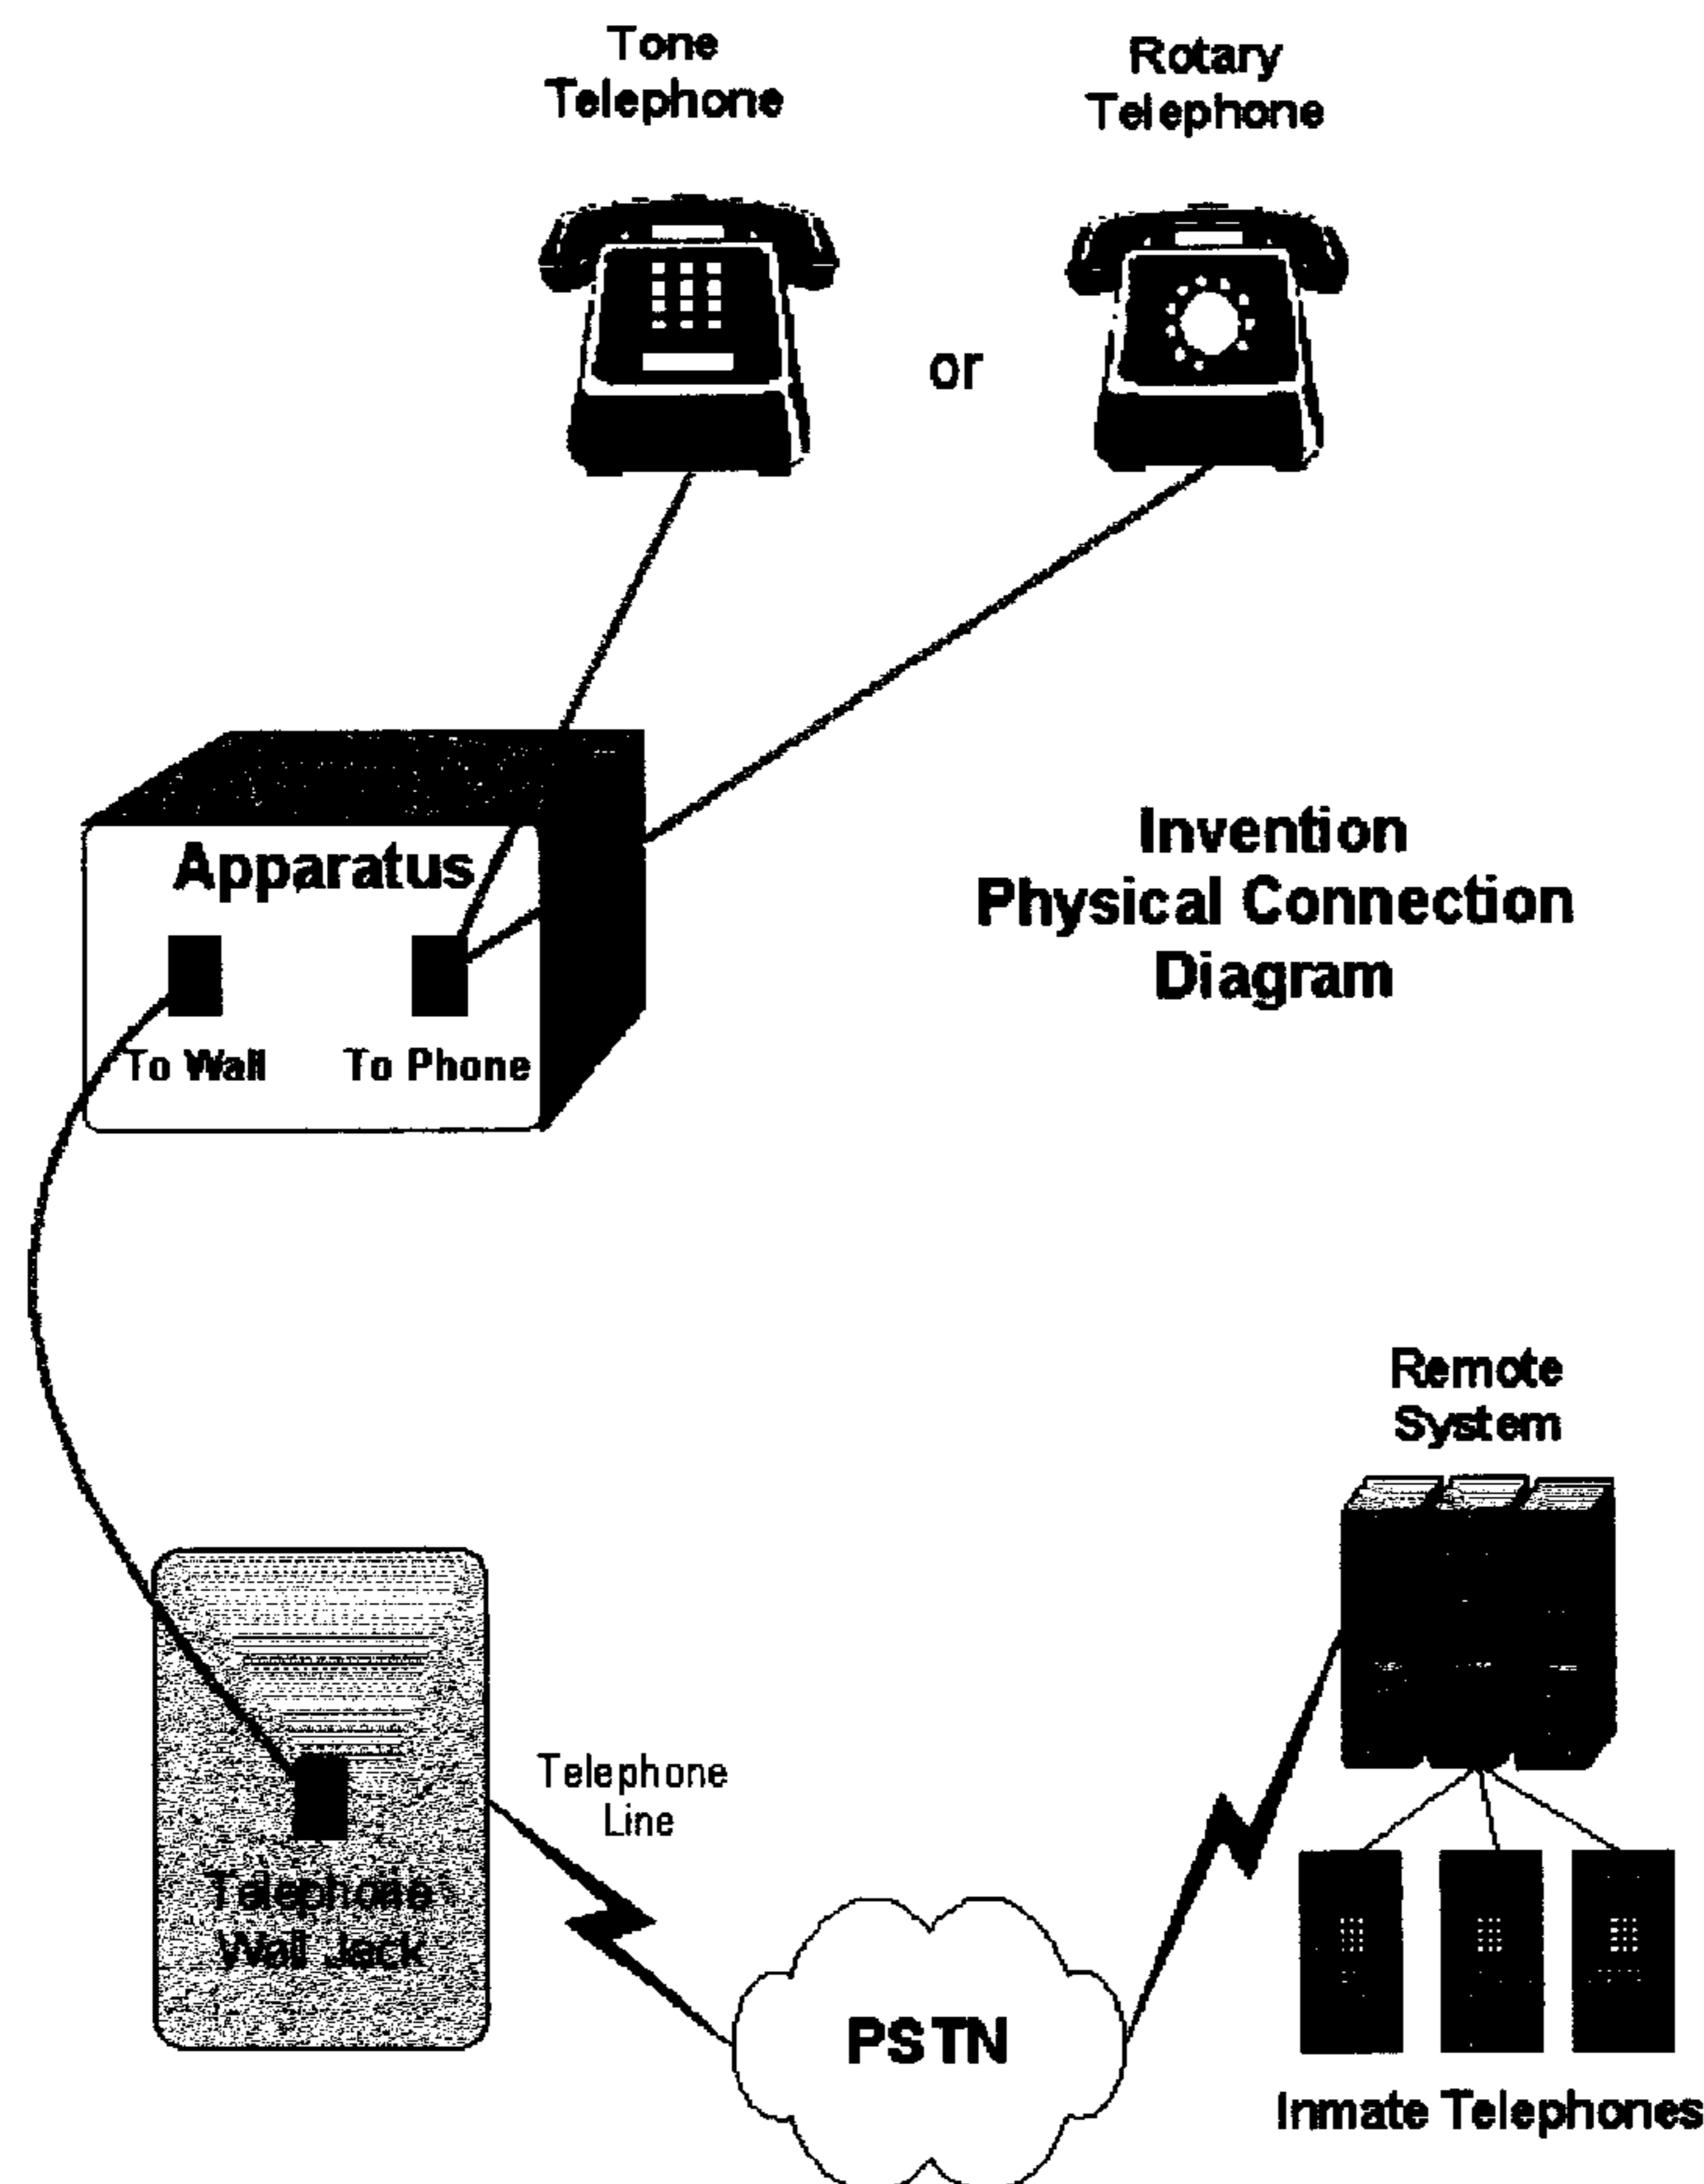 Tone
Telephone
Rotary
Telephone
or
Apparatus
To Wall
To Phone
Invention
Physical Connection
Diagram
Remote
System
Telephone
Line
Telephone
Wall Jack
PSTN
Inmate Telephones